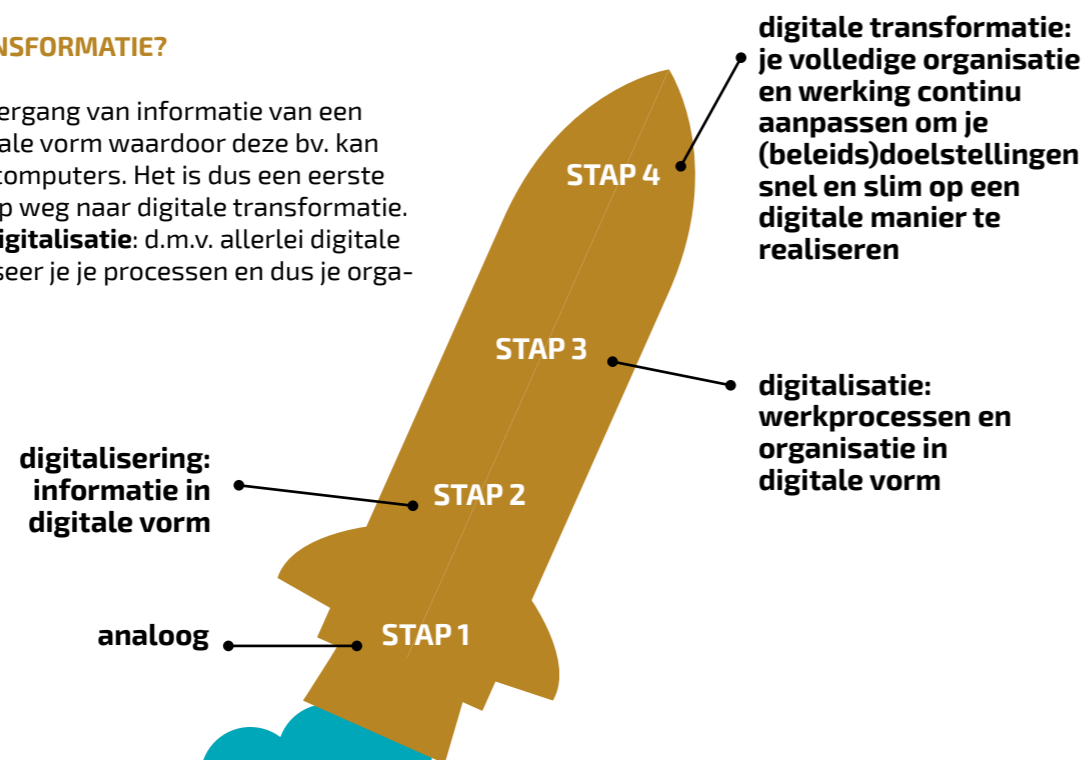 NSFORMATIE?
ergang van informatie van een
ale vorm waardoor deze bv. kan
computers. Het is dus een eerste
p weg naar digitale transformatie.
igitalisatie: d.m.v. allerlei digitale
seer je je processen en dus je orga-
digitale transformatie:
je volledige organisatie
en werking continu
aanpassen om je
(beleids)doelstellingen
snel en slim op een
digitale manier te
realiseren
STAP 4
STAP 3
digitalisatie:
werkprocessen en
organisatie in
digitale vorm
digitalisering:
informatie in
digitale vorm
STAP 2
analoog
STAP 1